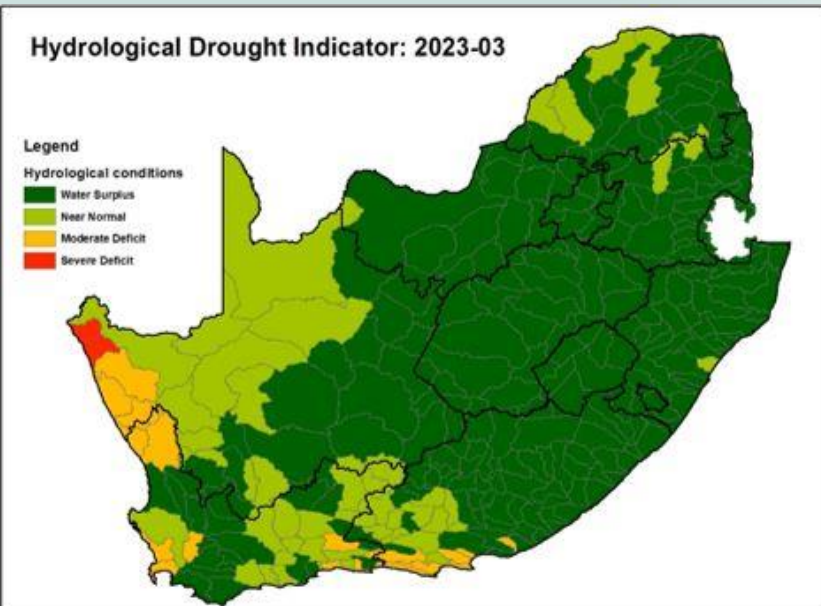 Hydrological Drought Indicator: 2023-03
Legend
Hydrological conditions
Water Surplus
Near Normal
Moderate Deficit
Severe Deficit